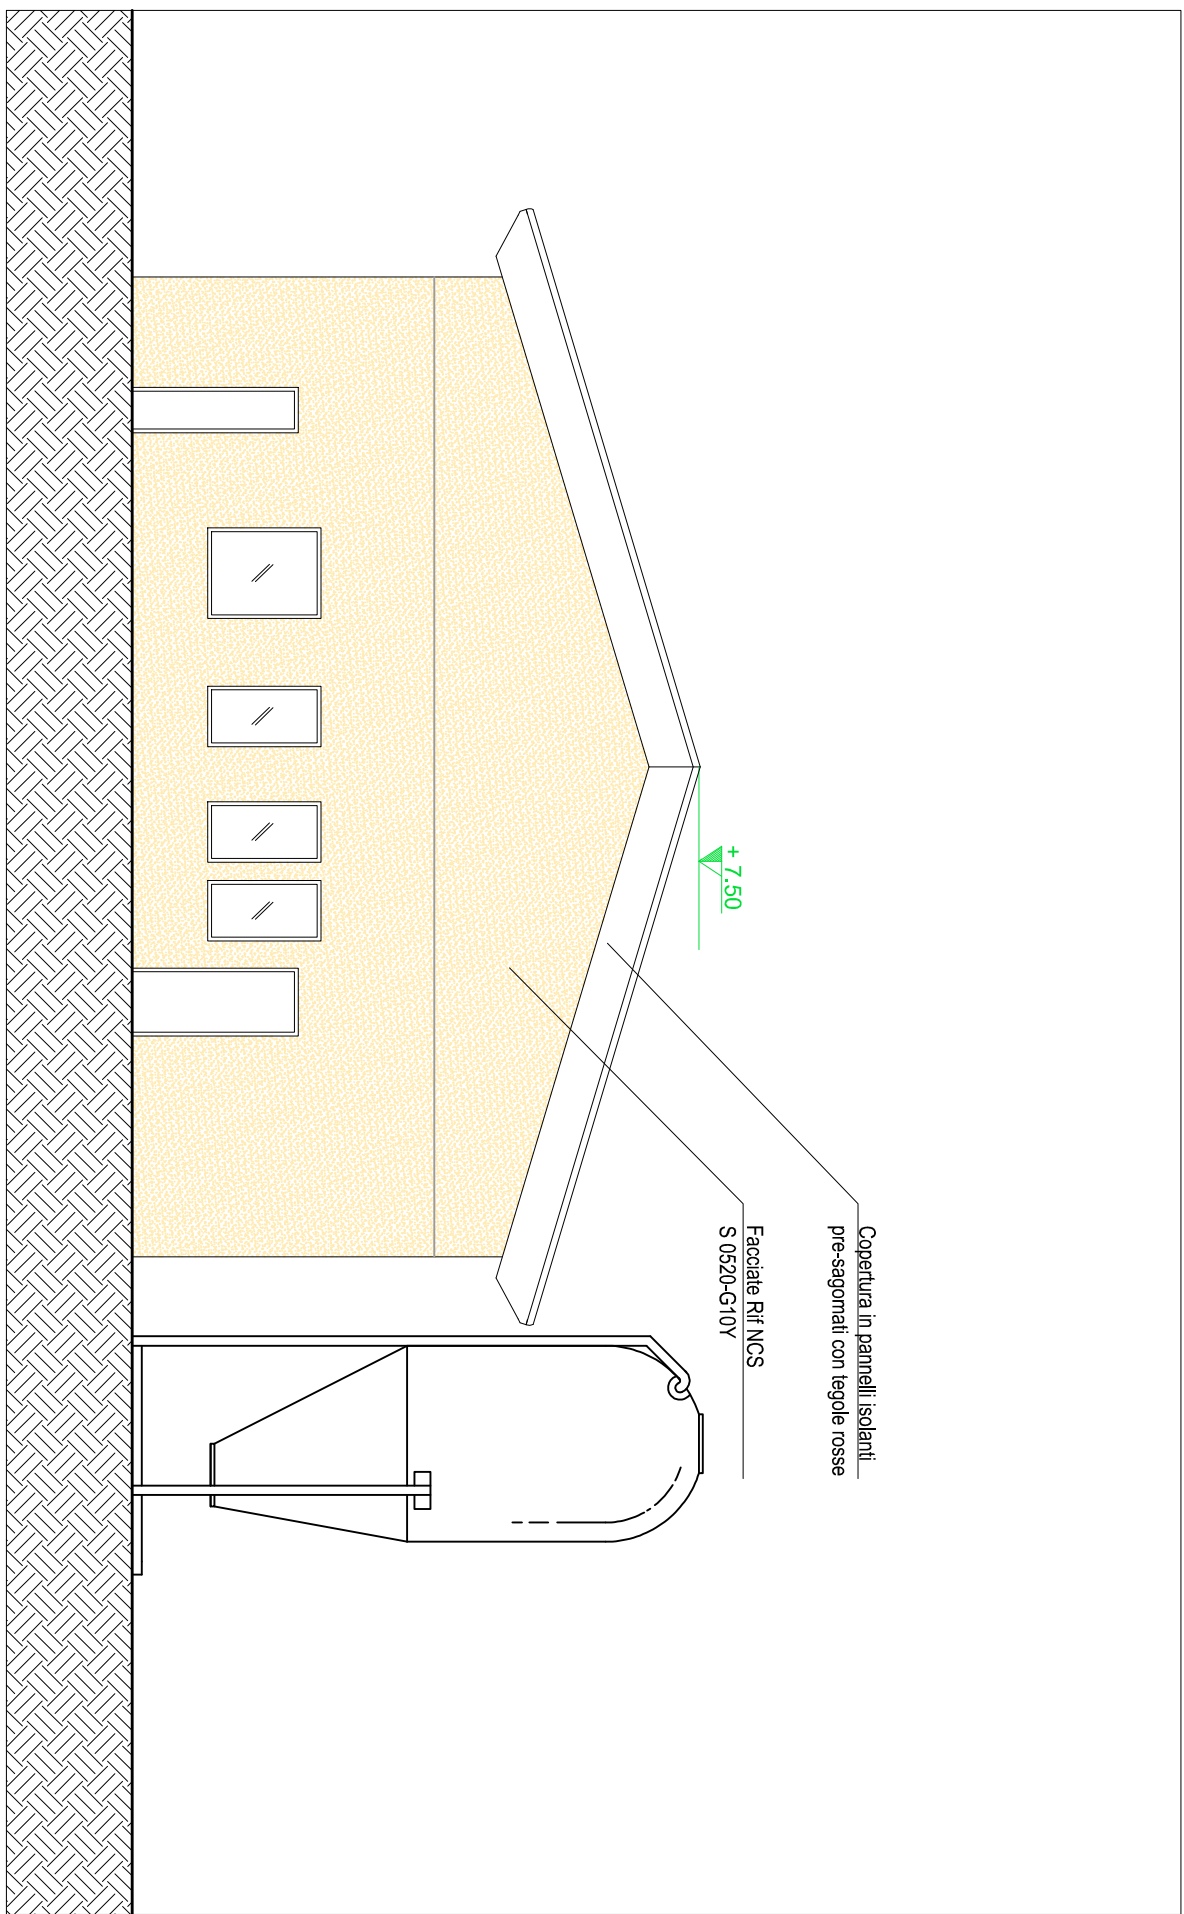 + 7.50
Copertura in pannelli isolanti
pre-sagomati con tegole rosse
Facciate Rif NCS
S 0520-G10Y